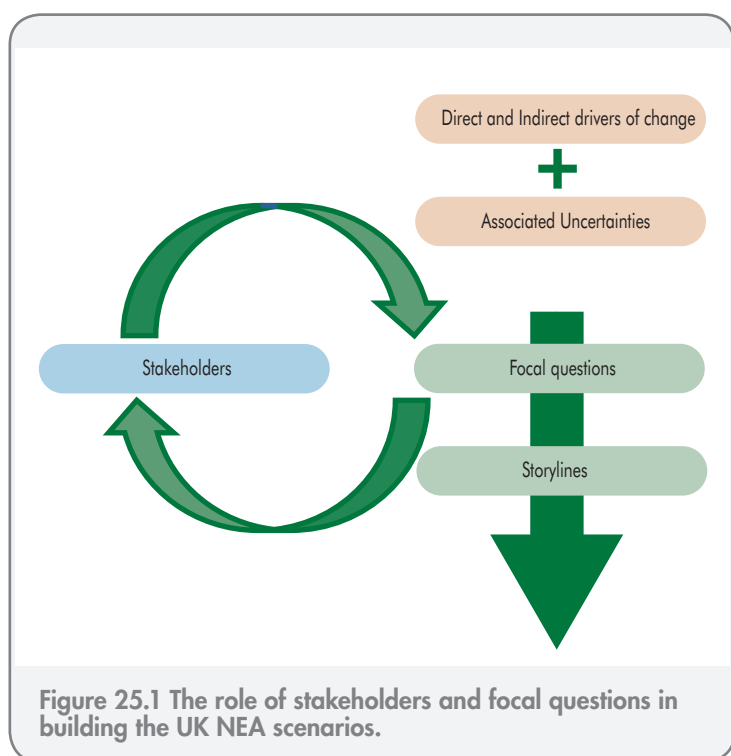 Direct and Indirect drivers of change
+
Associated Uncertainties
Stakeholders
Focal questions
Storylines
Figure 25.1 The role of stakeholders and focal questions in
building the UK NEA scenarios.